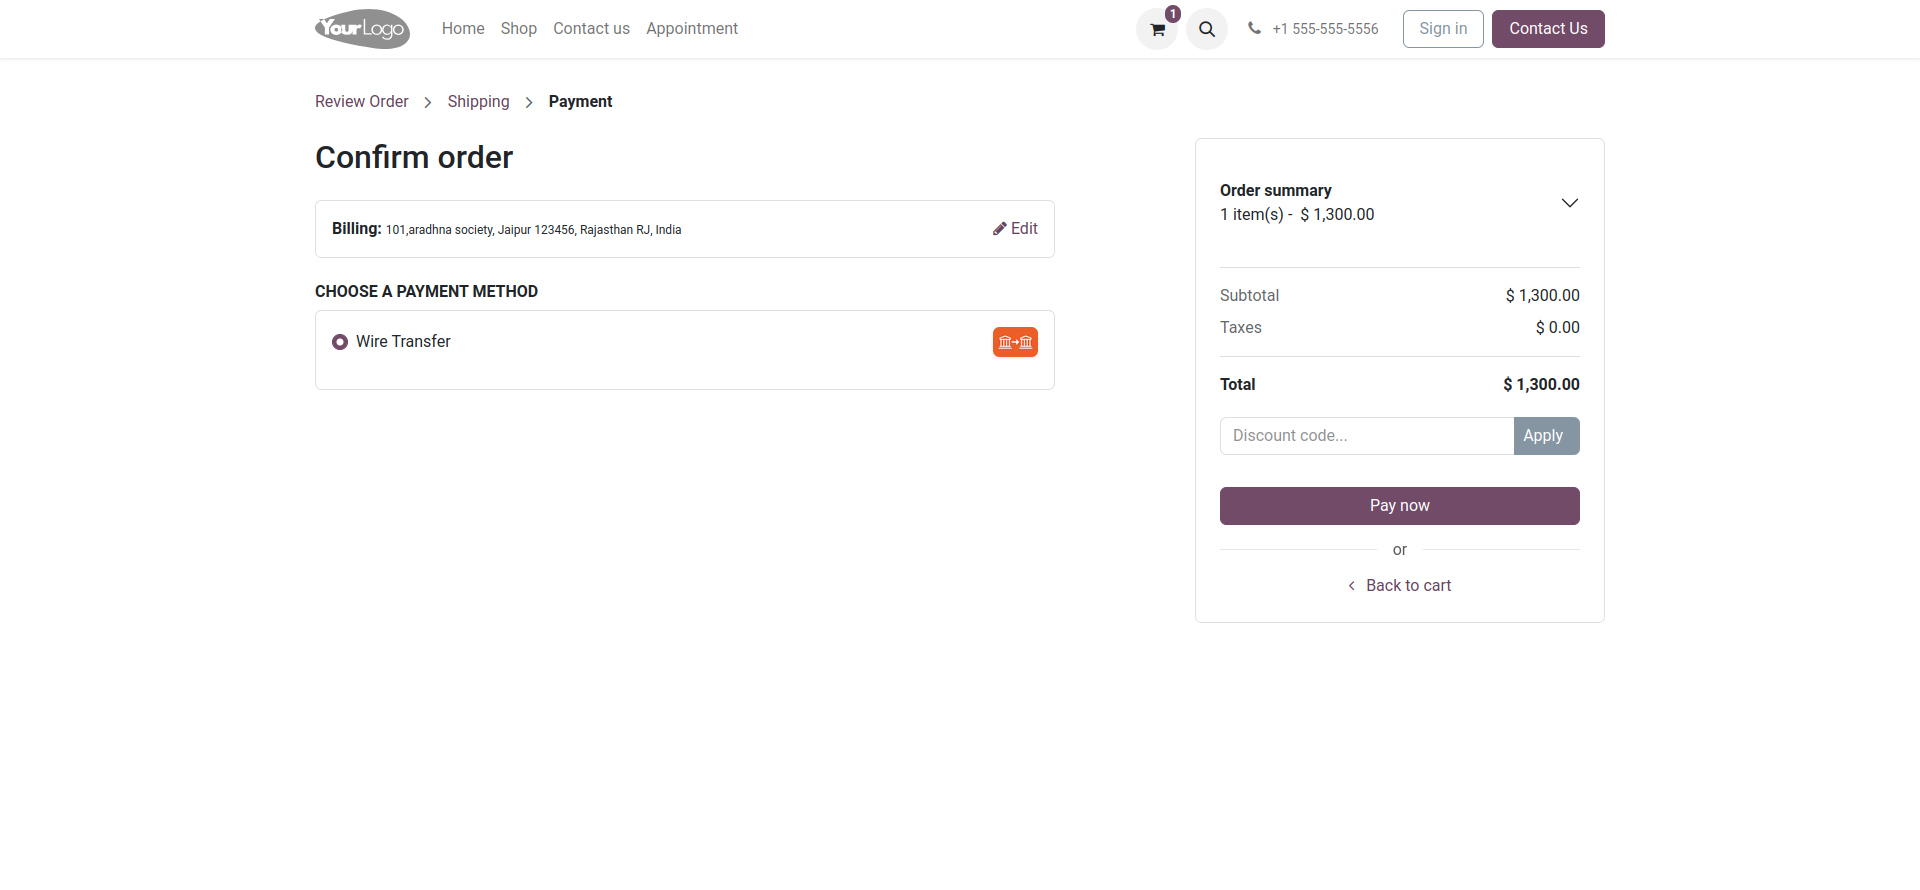 YourLogo
Home Shop Contact us Appointment
1
+1 555-555-5556
Sign in
Contact Us
Review Order > Shipping > Payment
Confirm order
Billing: 101,aradhna society, Jaipur 123456, Rajasthan RJ, India
Edit
CHOOSE A PAYMENT METHOD
Wire Transfer
Order summary
1 item(s) - $ 1,300.00
Subtotal $ 1,300.00
Taxes $ 0.00
Total $ 1,300.00
Discount code... Apply
Pay now
or
Back to cart